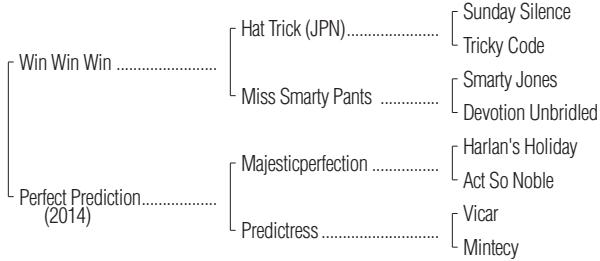 Sunday Silence
Hat Trick (JPN)
Tricky Code
Win Win Win
Smarty Jones
Miss Smarty Pants
Devotion Unbridled
Harlan's Holiday
Majesticperfection
Act So Noble
Perfect Prediction
(2014)
Vicar
Predictress
Mintecy